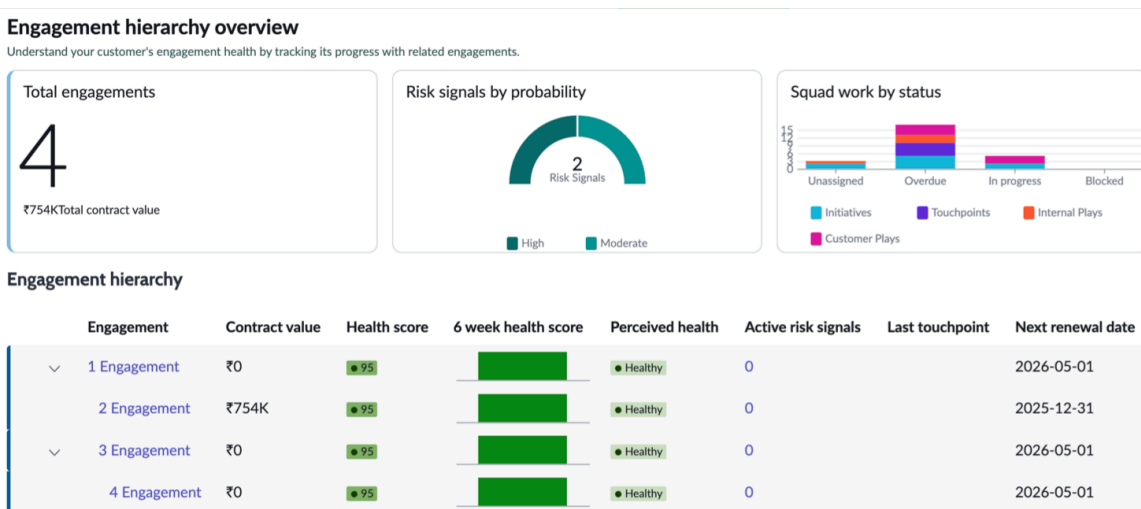 Engagement hierarchy overview
Understand your customer's engagement health by tracking its progress with related engagements.
Total engagements
4
₹754KTotal contract value
Risk signals by probability
2
Risk Signals
High Moderate
Squad work by status
15
12
0
Unassigned Overdue In progress Blocked
Initiatives Touchpoints Internal Plays
Customer Plays
Engagement hierarchy
Engagement Contract value Health score 6 week health score Perceived health Active risk signals Last touchpoint Next renewal date
1 Engagement ₹0 95 Healthy 0 2026-05-01
2 Engagement ₹754K 95 Healthy 0 2025-12-31
3 Engagement ₹0 95 Healthy 0 2026-05-01
4 Engagement ₹0 95 Healthy 0 2026-05-01